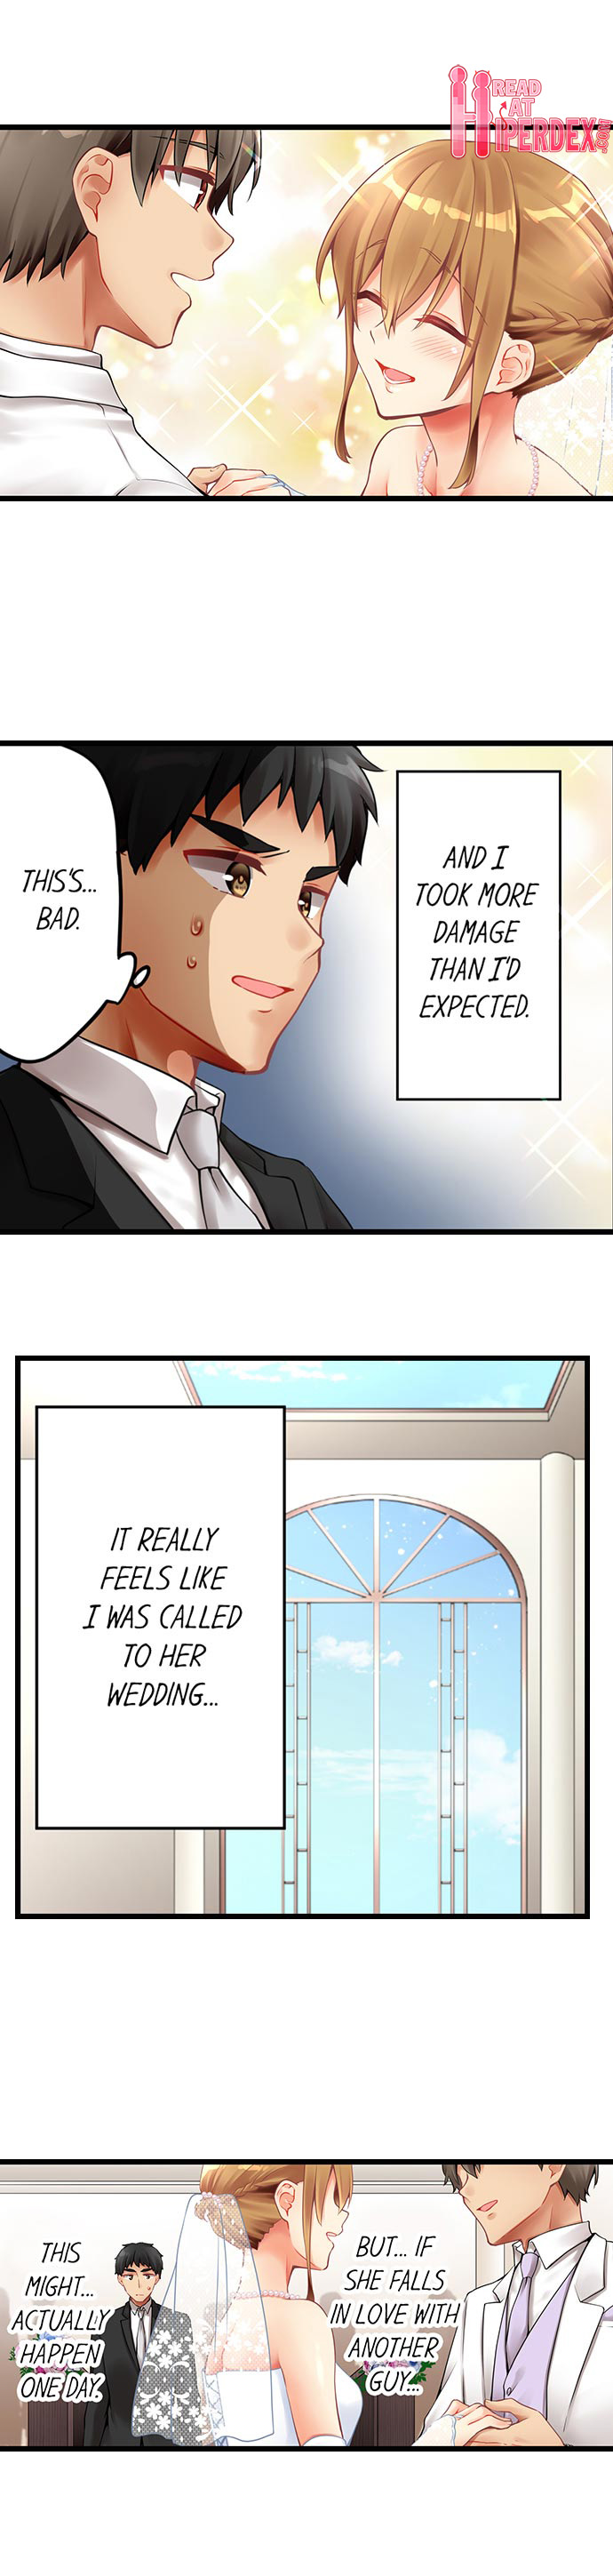 READ
AT
HIPERDEX
THIS'S...
BAD.
AND I
TOOK MORE
DAMAGE
THAN I'D
EXPECTED.
IT REALLY
FEELS LIKE
I WAS CALLED
TO HER
WEDDING...
THIS
MIGHT...
ACTUALLY
HAPPEN
ONE DAY.
BUT... IF
SHE FALLS
IN LOVE WITH
ANOTHER
GUY...